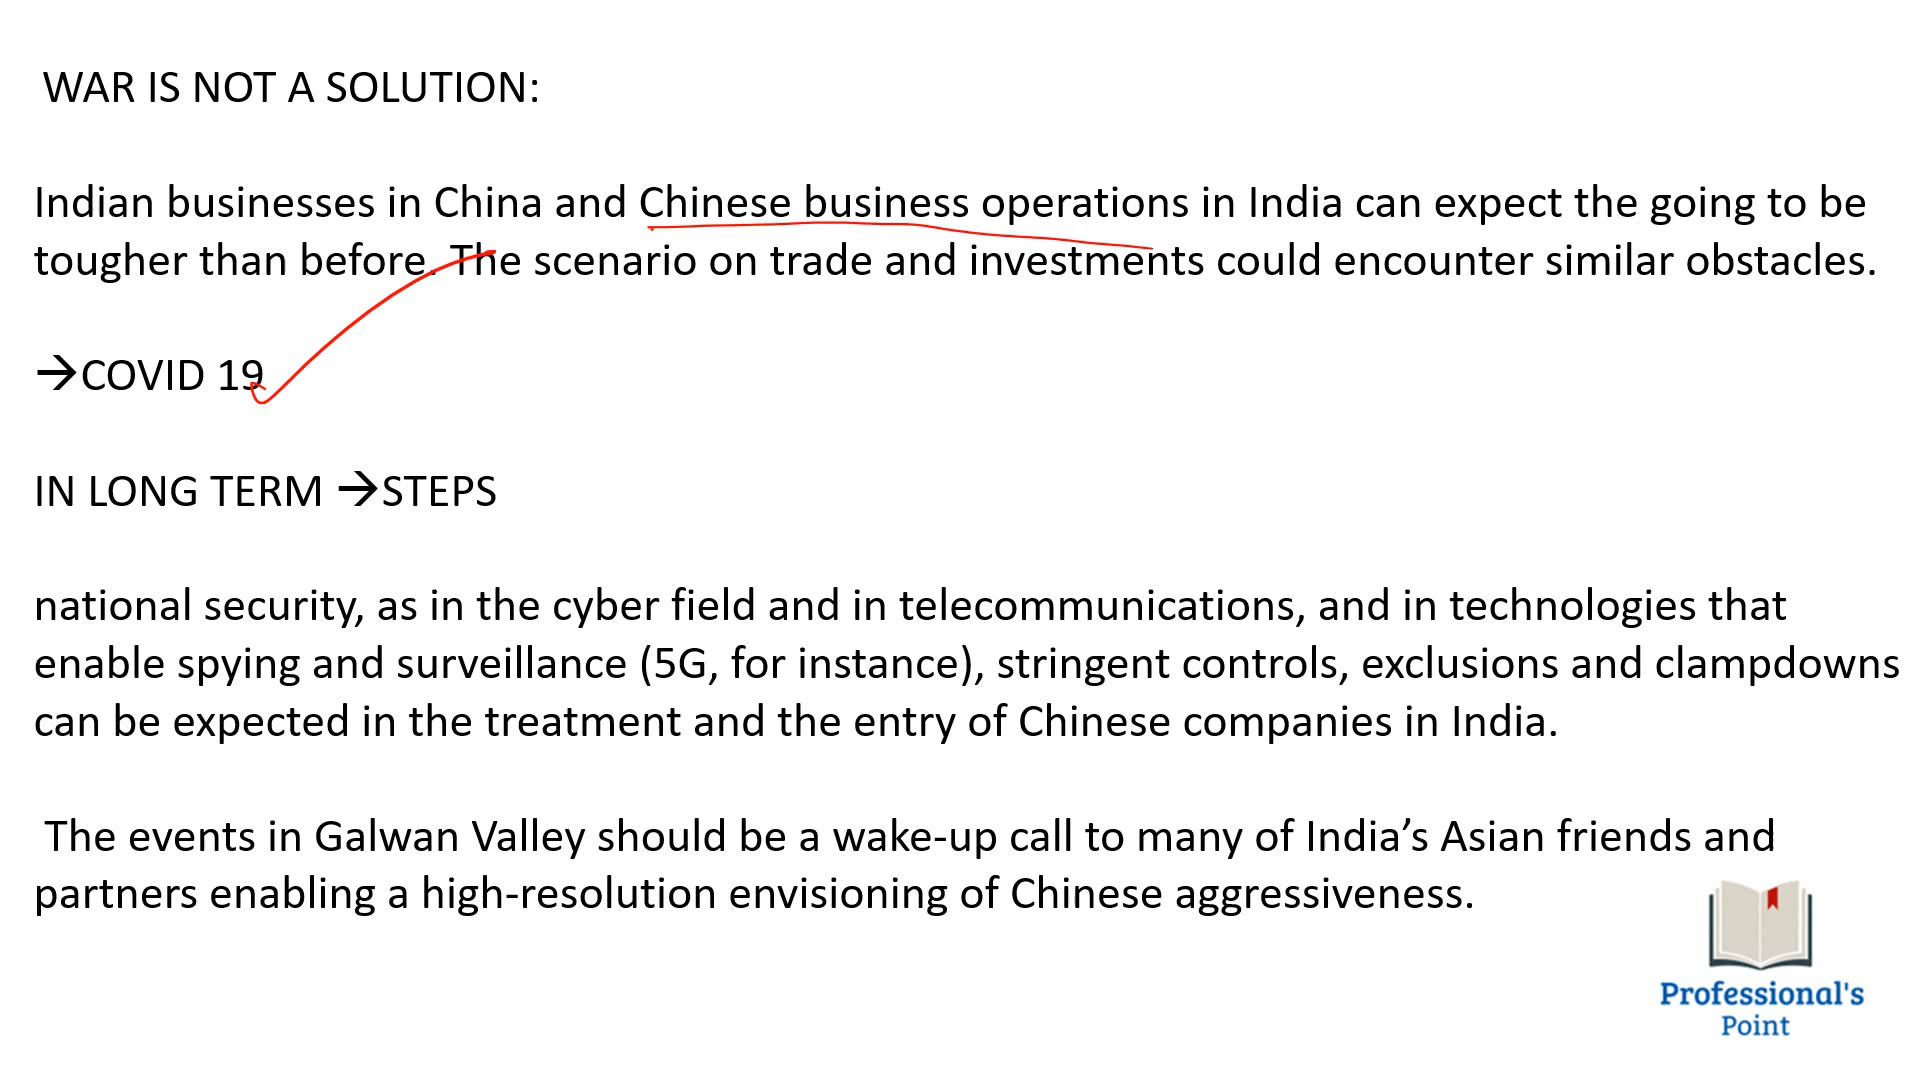 WAR IS NOT A SOLUTION:
Indian businesses in China and Chinese business operations in India can expect the going to be
tougher than before. The scenario on trade and investments could encounter similar obstacles.
→COVID 19
IN LONG TERM →STEPS
national security, as in the cyber field and in telecommunications, and in technologies that
enable spying and surveillance (5G, for instance), stringent controls, exclusions and clampdowns
can be expected in the treatment and the entry of Chinese companies in India.
The events in Galwan Valley should be a wake-up call to many of India’s Asian friends and
partners enabling a high-resolution envisioning of Chinese aggressiveness.
Professional's
Point